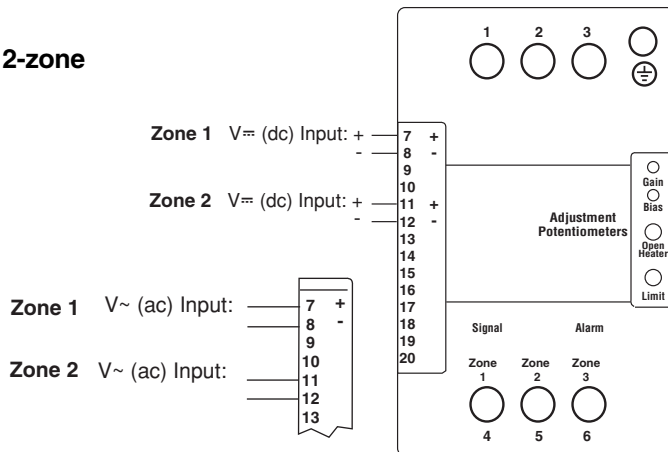 2-zone
1 2 3
Zone 1 V⎓ (dc) Input: + 7 +
- 8 -
9
10
Zone 2 V⎓ (dc) Input: + 11 +
- 12 -
13
14
15
16
17
18
19
20
Gain
Bias
Adjustment
Potentiometers
Open
Heater
Limit
Zone 1 V~ (ac) Input: 7 +
8 -
9
10
Zone 2 V~ (ac) Input: 11
12
13
Signal Alarm
Zone Zone Zone
1 2 3
4 5 6